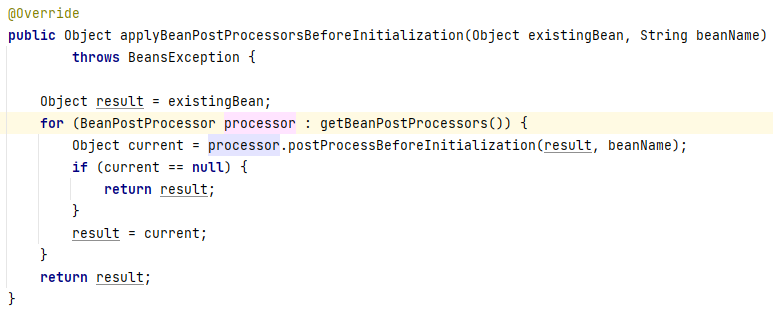 @Override
public Object applyBeanPostProcessorsBeforeInitialization(Object existingBean, String beanName)
        throws BeansException {

    Object result = existingBean;
    for (BeanPostProcessor processor : getBeanPostProcessors()) {
        Object current = processor.postProcessBeforeInitialization(result, beanName);
        if (current == null) {
            return result;
        }
        result = current;
    }
    return result;
}